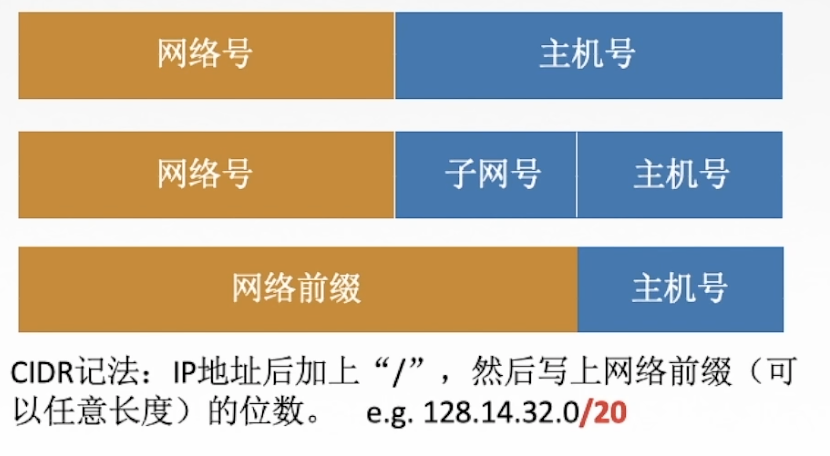 网络号 主机号
网络号 子网号 主机号
网络前缀 主机号
CIDR记法：IP地址后加上“/”，然后写上网络前缀（可
以任意长度）的位数。 e.g. 128.14.32.0/20